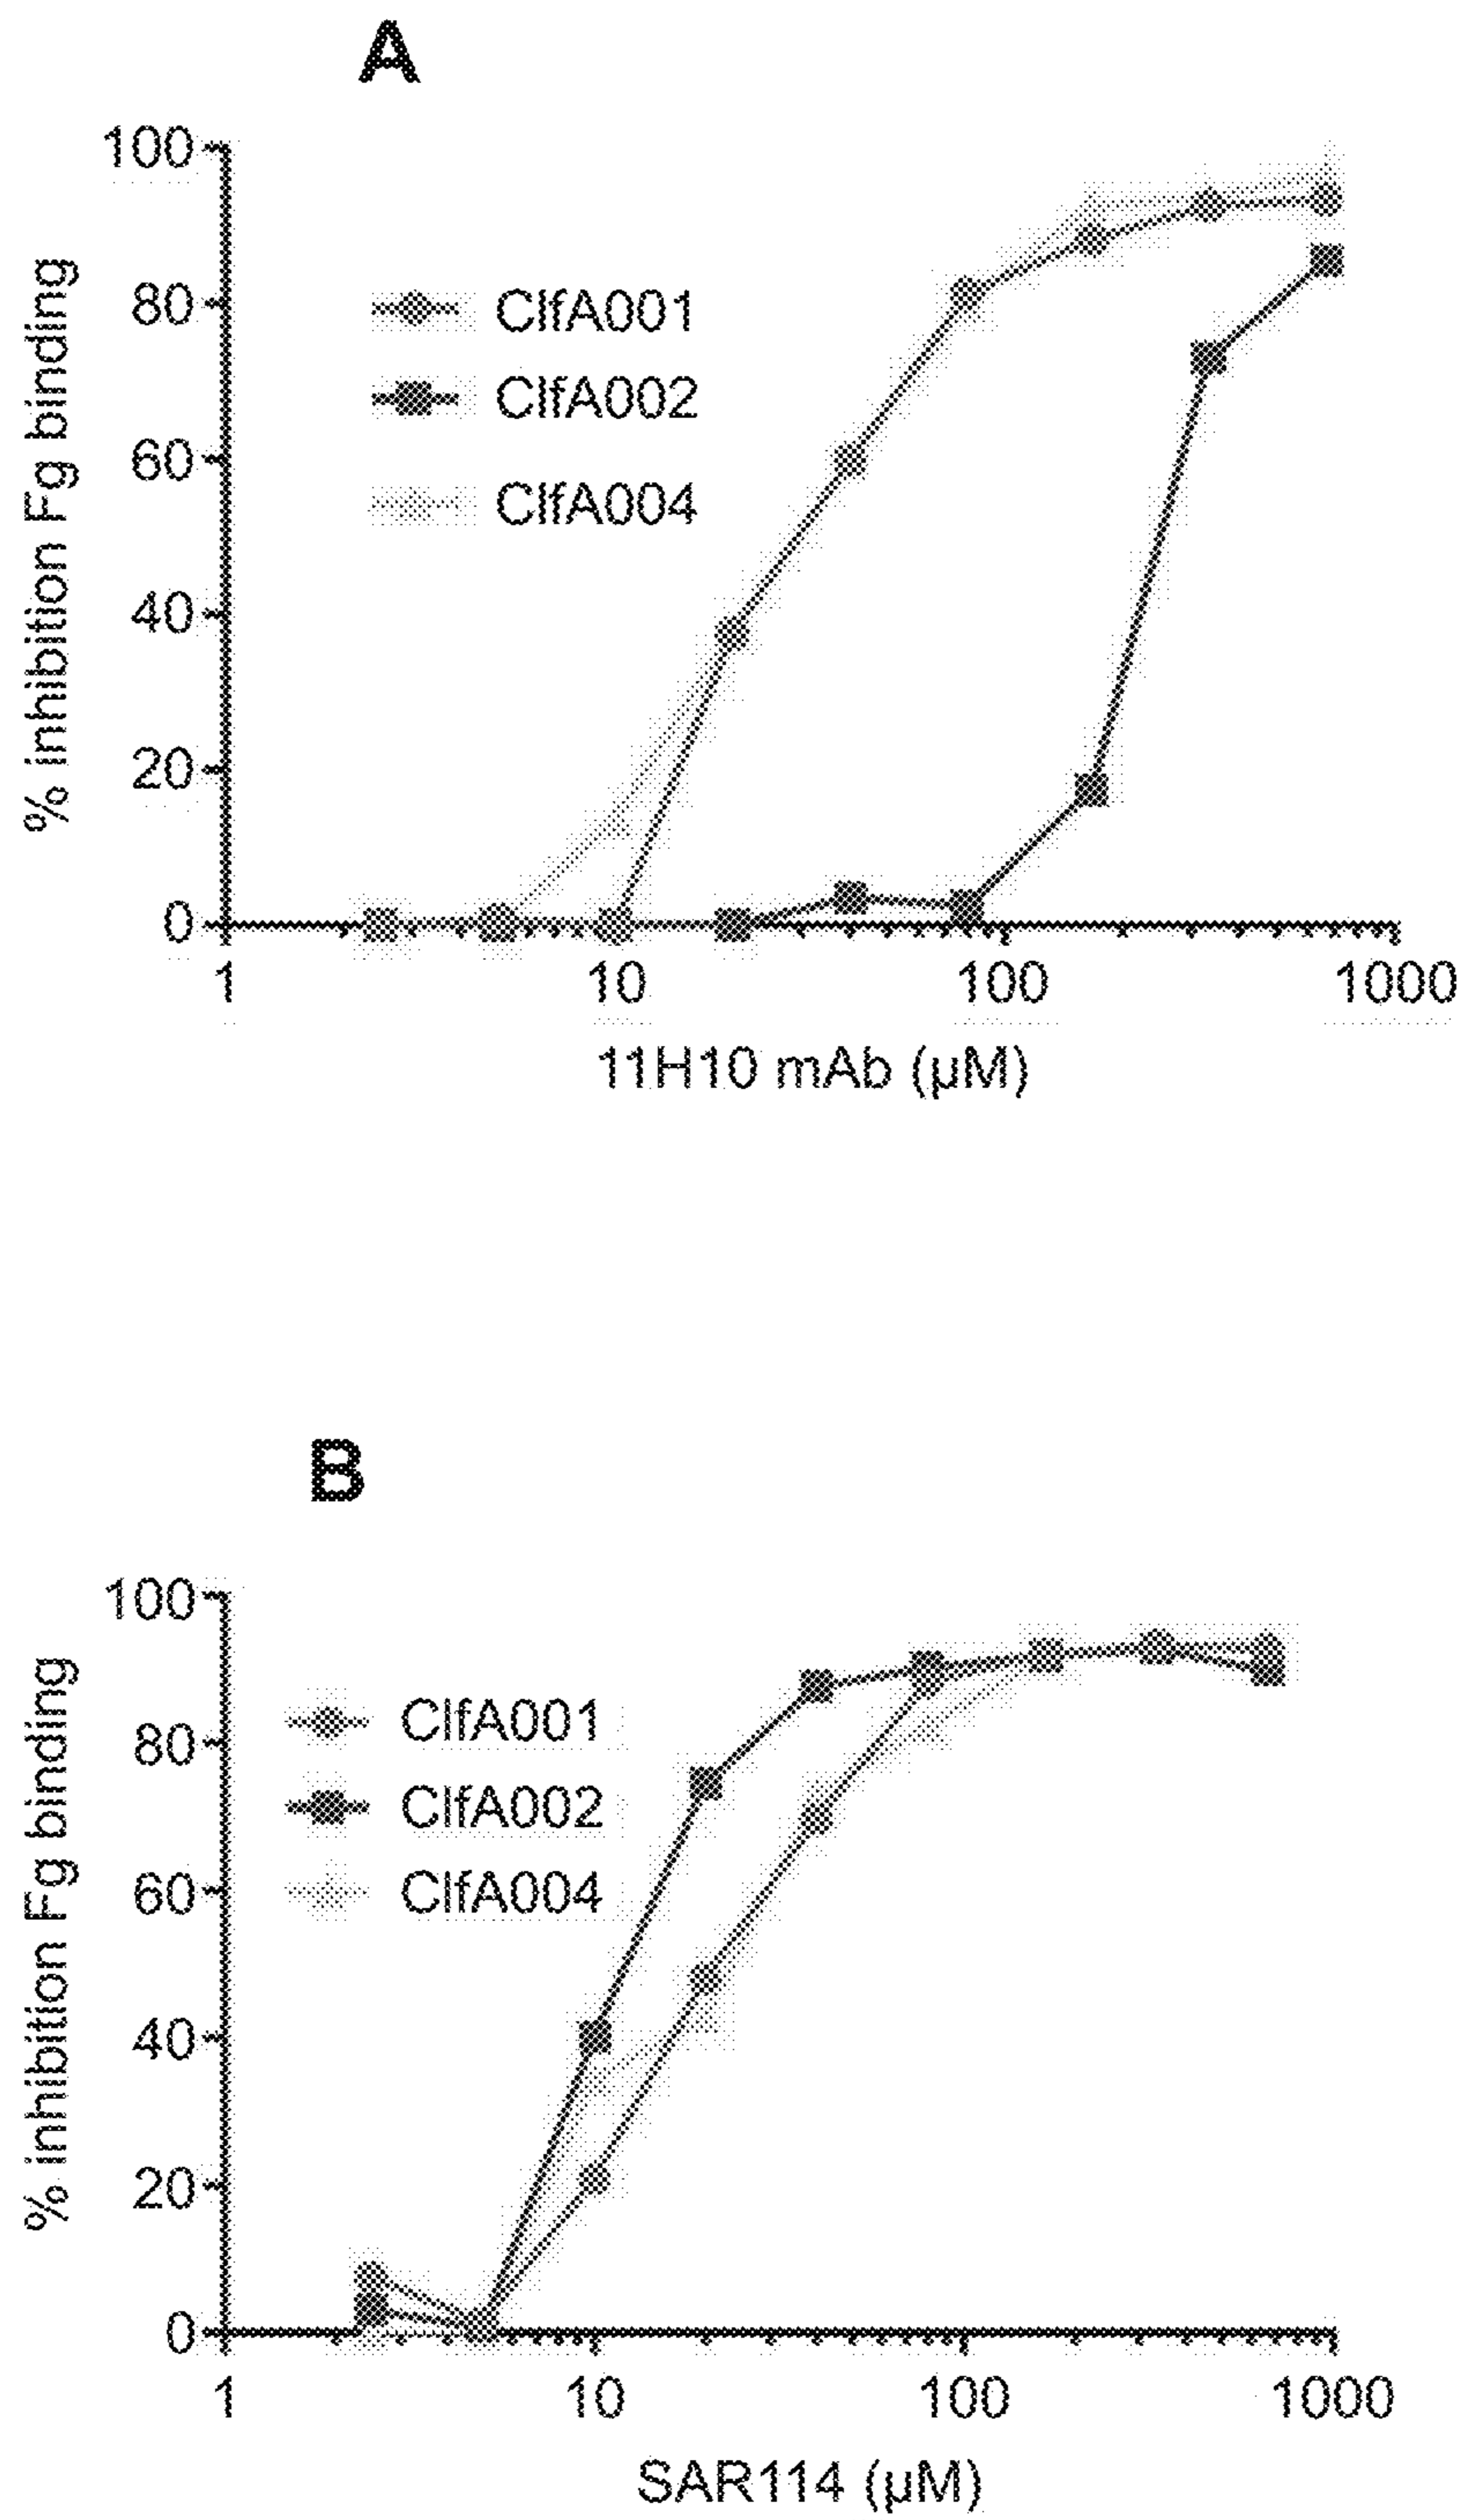 A
100
80
60
40
20
0
% inhibition Fg binding
ClfA001
ClfA002
ClfA004
1 10 100 1000
11H10 mAb (µM)
B
100
80
60
40
20
0
% inhibition Fg binding
ClfA001
ClfA002
ClfA004
1 10 100 1000
SAR114 (µM)